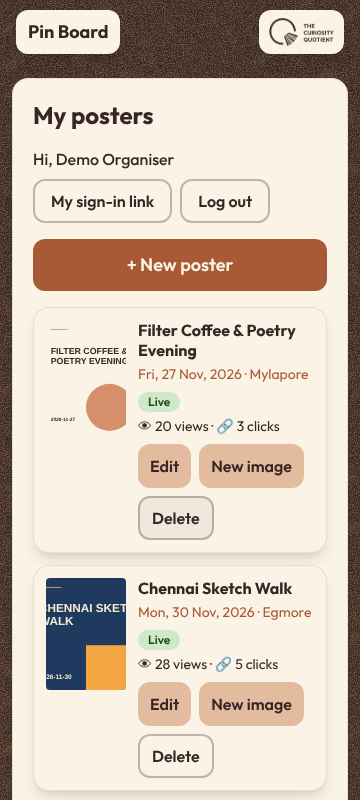 Pin Board
THE
CURIOSITY
QUOTIENT
My posters
Hi, Demo Organiser
My sign-in link
Log out
+ New poster
FILTER COFFEE &
POETRY EVENING
2026-11-27
Filter Coffee & Poetry
Evening
Fri, 27 Nov, 2026 · Mylapore
Live
20 views · 3 clicks
Edit
New image
Delete
CHENNAI SKET
WALK
26-11-30
Chennai Sketch Walk
Mon, 30 Nov, 2026 · Egmore
Live
28 views · 5 clicks
Edit
New image
Delete